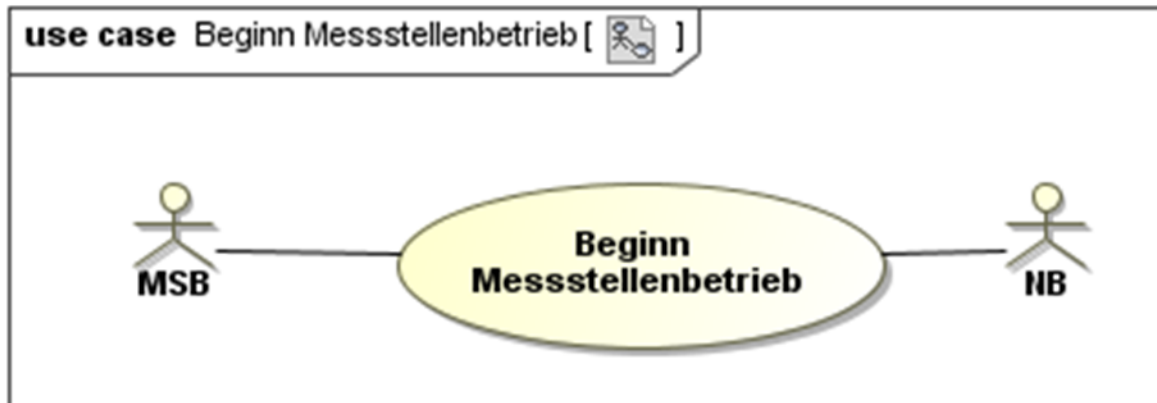 use case Beginn Messstellenbetrieb [ ]
Beginn
Messstellenbetrieb
MSB
NB